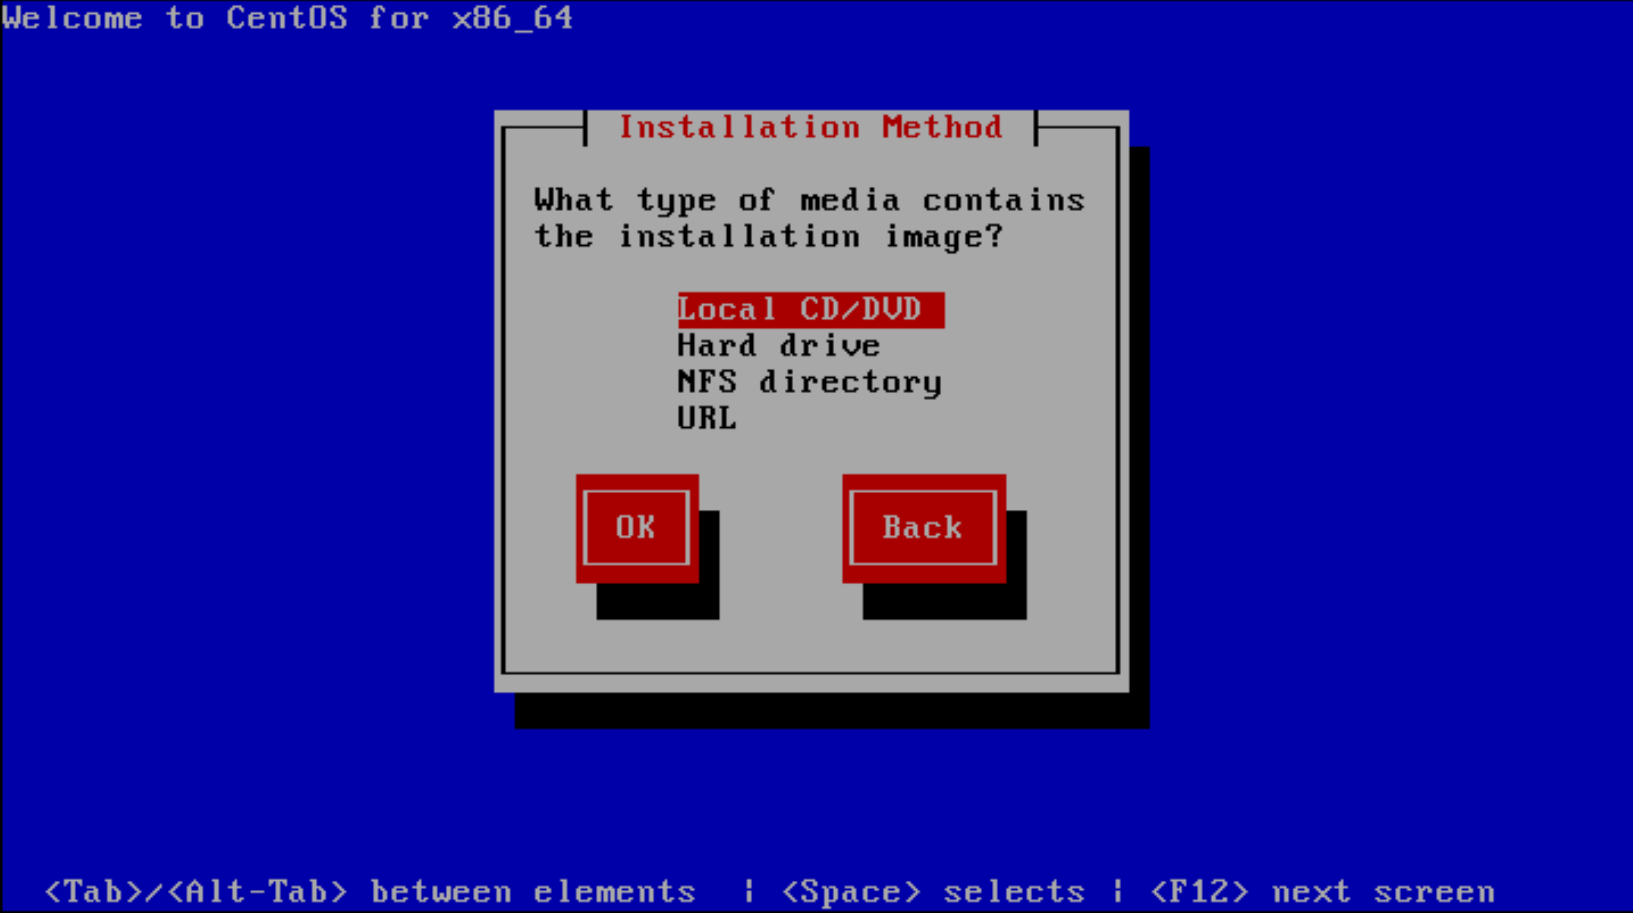 Welcome to CentOS for x86_64
Installation Method
What type of media contains
the installation image?
Local CD/DVD
Hard drive
NFS directory
URL
OK Back
<Tab>/<Alt-Tab> between elements | <Space> selects | <F12> next screen